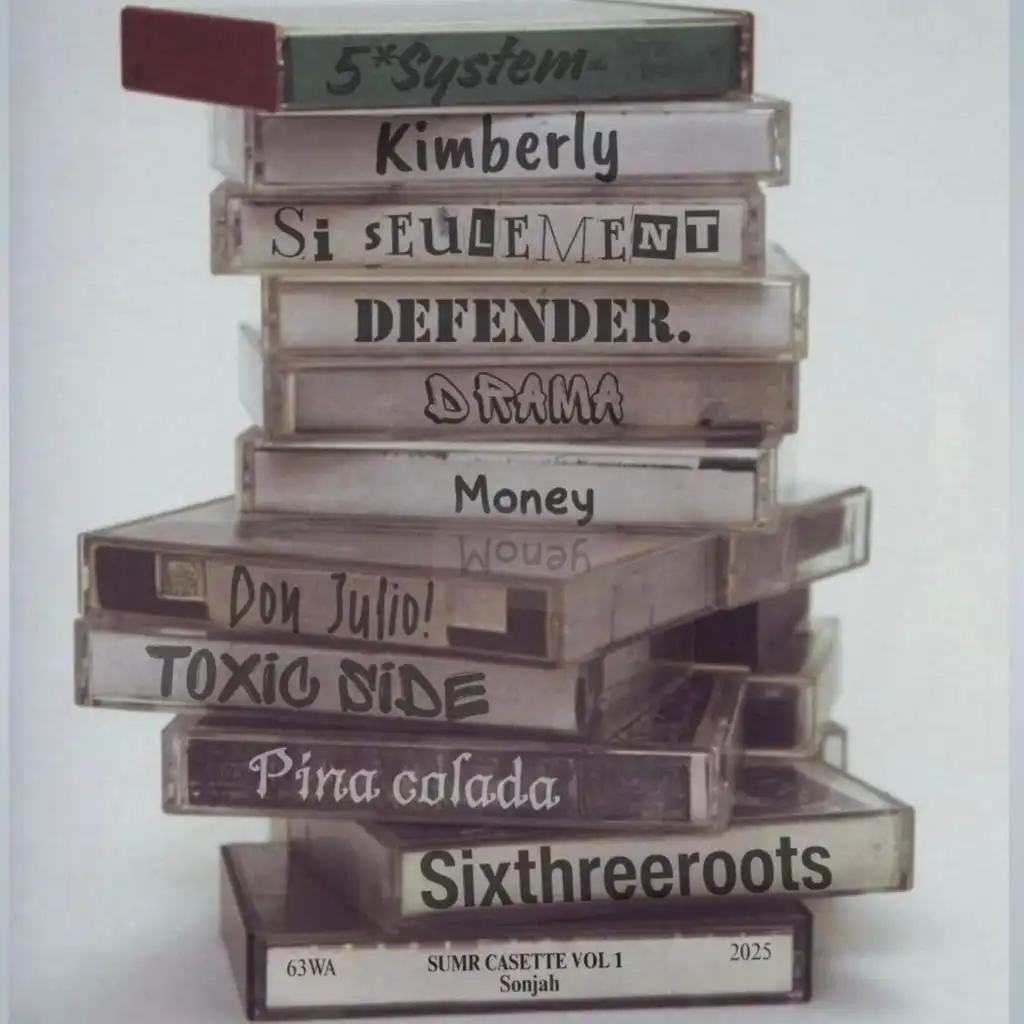 5*System-
Kimberly
Si SEULEMENT
DEFENDER.
DRAMA
Money
Money
Don Julio!
TOXIC SiDE
Pina colada
Sixthreeroots
63WA
SUMR CASETTE VOL 1
2025
Sonjah